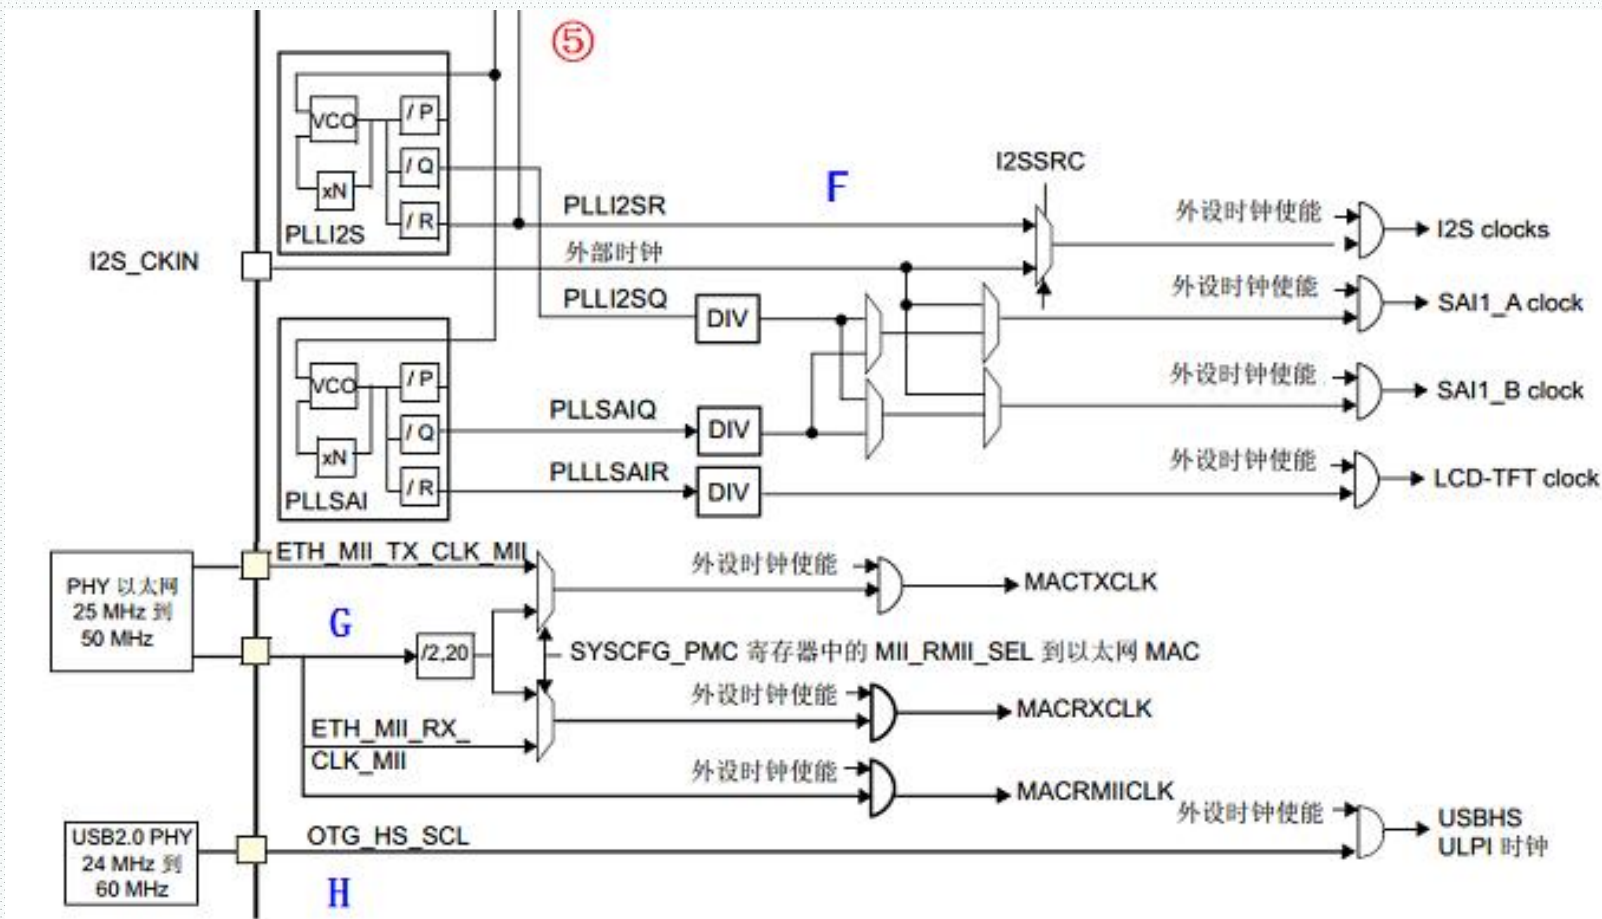 ⑤
VCO
/ P
/ Q
xN
/ R
PLLI2S
I2S_CKIN
PLLI2SR
F
I2SSRC
外设时钟使能
I2S clocks
外部时钟
PLLI2SQ
DIV
外设时钟使能
SAI1_A clock
VCO
/ P
/ Q
xN
/ R
PLLSAI
PLLSAIQ
DIV
外设时钟使能
SAI1_B clock
PLLLSAIR
DIV
外设时钟使能
LCD-TFT clock
PHY 以太网
25 MHz 到
50 MHz
ETH_MII_TX_CLK_MII
外设时钟使能
MACTXCLK
G
/2,20
SYSCFG_PMC 寄存器中的 MII_RMII_SEL 到以太网 MAC
外设时钟使能
MACRXCLK
ETH_MII_RX_
CLK_MII
外设时钟使能
MACRMIICLK
USB2.0 PHY
24 MHz 到
60 MHz
OTG_HS_SCL
外设时钟使能
USBHS
ULPI 时钟
H